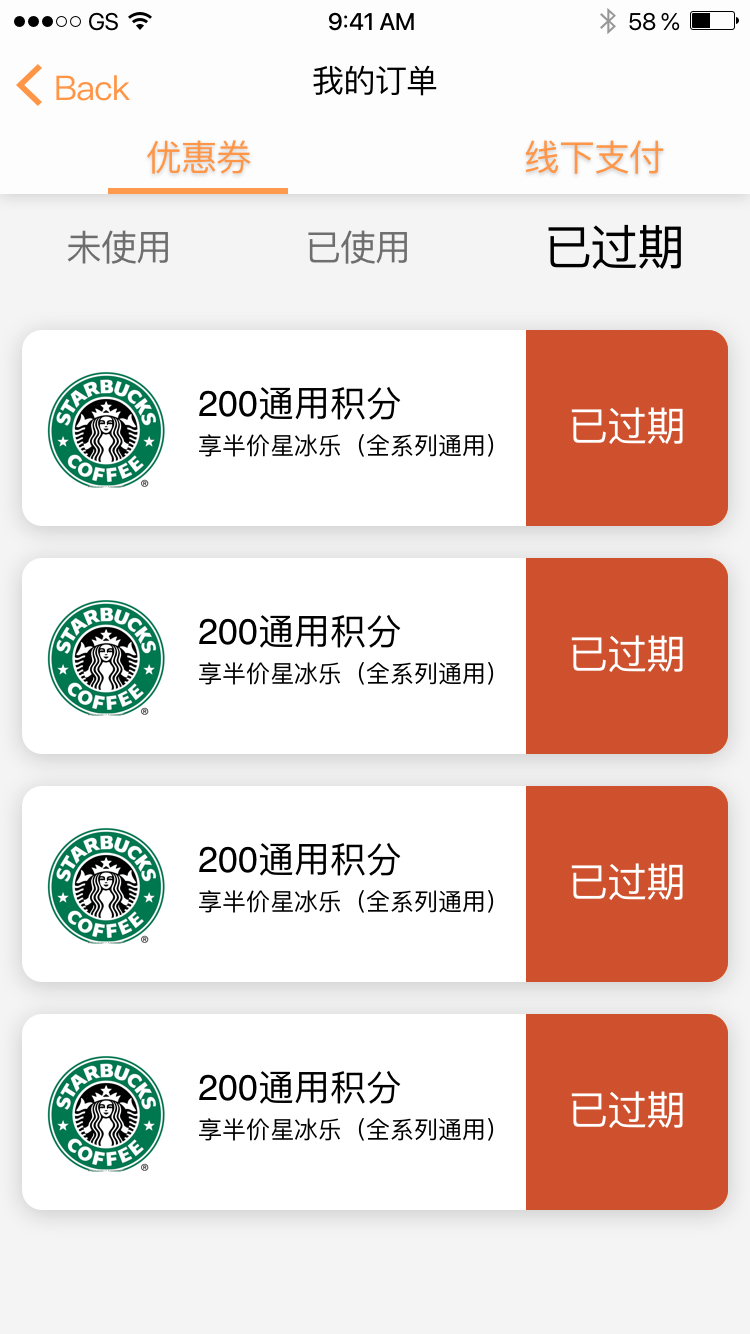 GS 9:41 AM 58 %
Back 我的订单
优惠券 线下支付
未使用 已使用 已过期
STARBUCKS
COFFEE
®
200通用积分
享半价星冰乐（全系列通用）
已过期
STARBUCKS
COFFEE
®
200通用积分
享半价星冰乐（全系列通用）
已过期
STARBUCKS
COFFEE
®
200通用积分
享半价星冰乐（全系列通用）
已过期
STARBUCKS
COFFEE
®
200通用积分
享半价星冰乐（全系列通用）
已过期